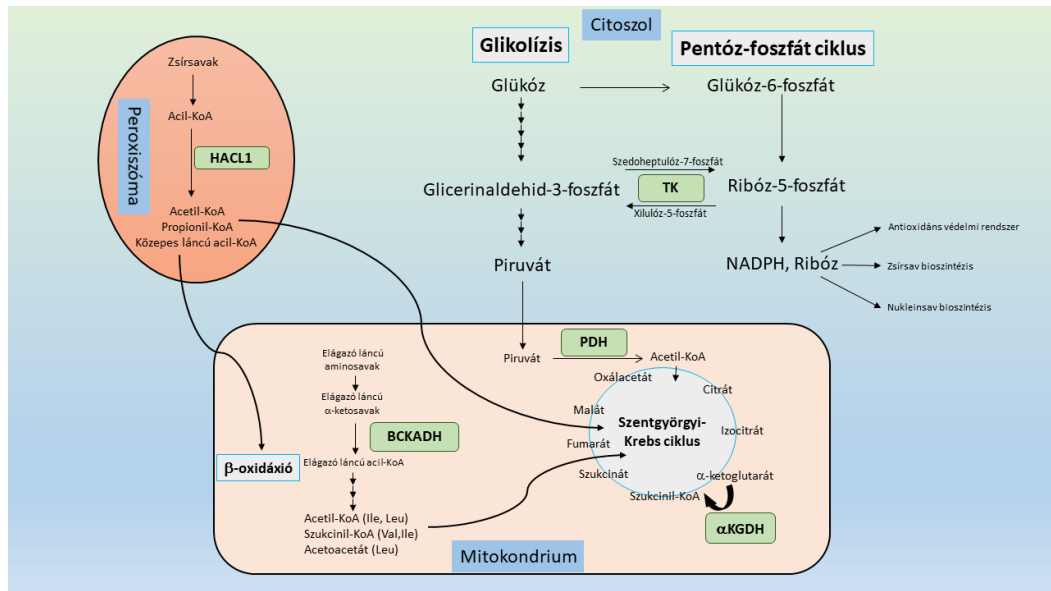 Citoszol
Glikolízis
Pentóz-foszfát ciklus
Zsírsavak
Acil-KoA
HACL1
Peroxiszóma
Acetil-KoA
Propionil-KoA
Közepes láncú acil-KoA
Glükóz
Glükóz-6-foszfát
Szedoheptulóz-7-foszfát
TK
Xilulóz-5-foszfát
Glicerinaldehid-3-foszfát
Ribóz-5-foszfát
Piruvát
NADPH, Ribóz
Antioxidáns védelmi rendszer
Zsírsav bioszintézis
Nukleinsav bioszintézis
Piruvát
PDH
Acetil-KoA
Oxálacetát
Citrát
Malát
Izocitrát
Fumarát
Szukcinát
α-ketoglutarát
Szukcinil-KoA
Szentgyörgyi-
Krebs ciklus
αKGDH
Elágazó láncú
aminosavak
Elágazó láncú
α-ketosavak
BCKADH
Elágazó láncú acil-KoA
β-oxidáxió
Acetil-KoA (Ile, Leu)
Szukcinil-KoA (Val,Ile)
Acetoacetát (Leu)
Mitokondrium